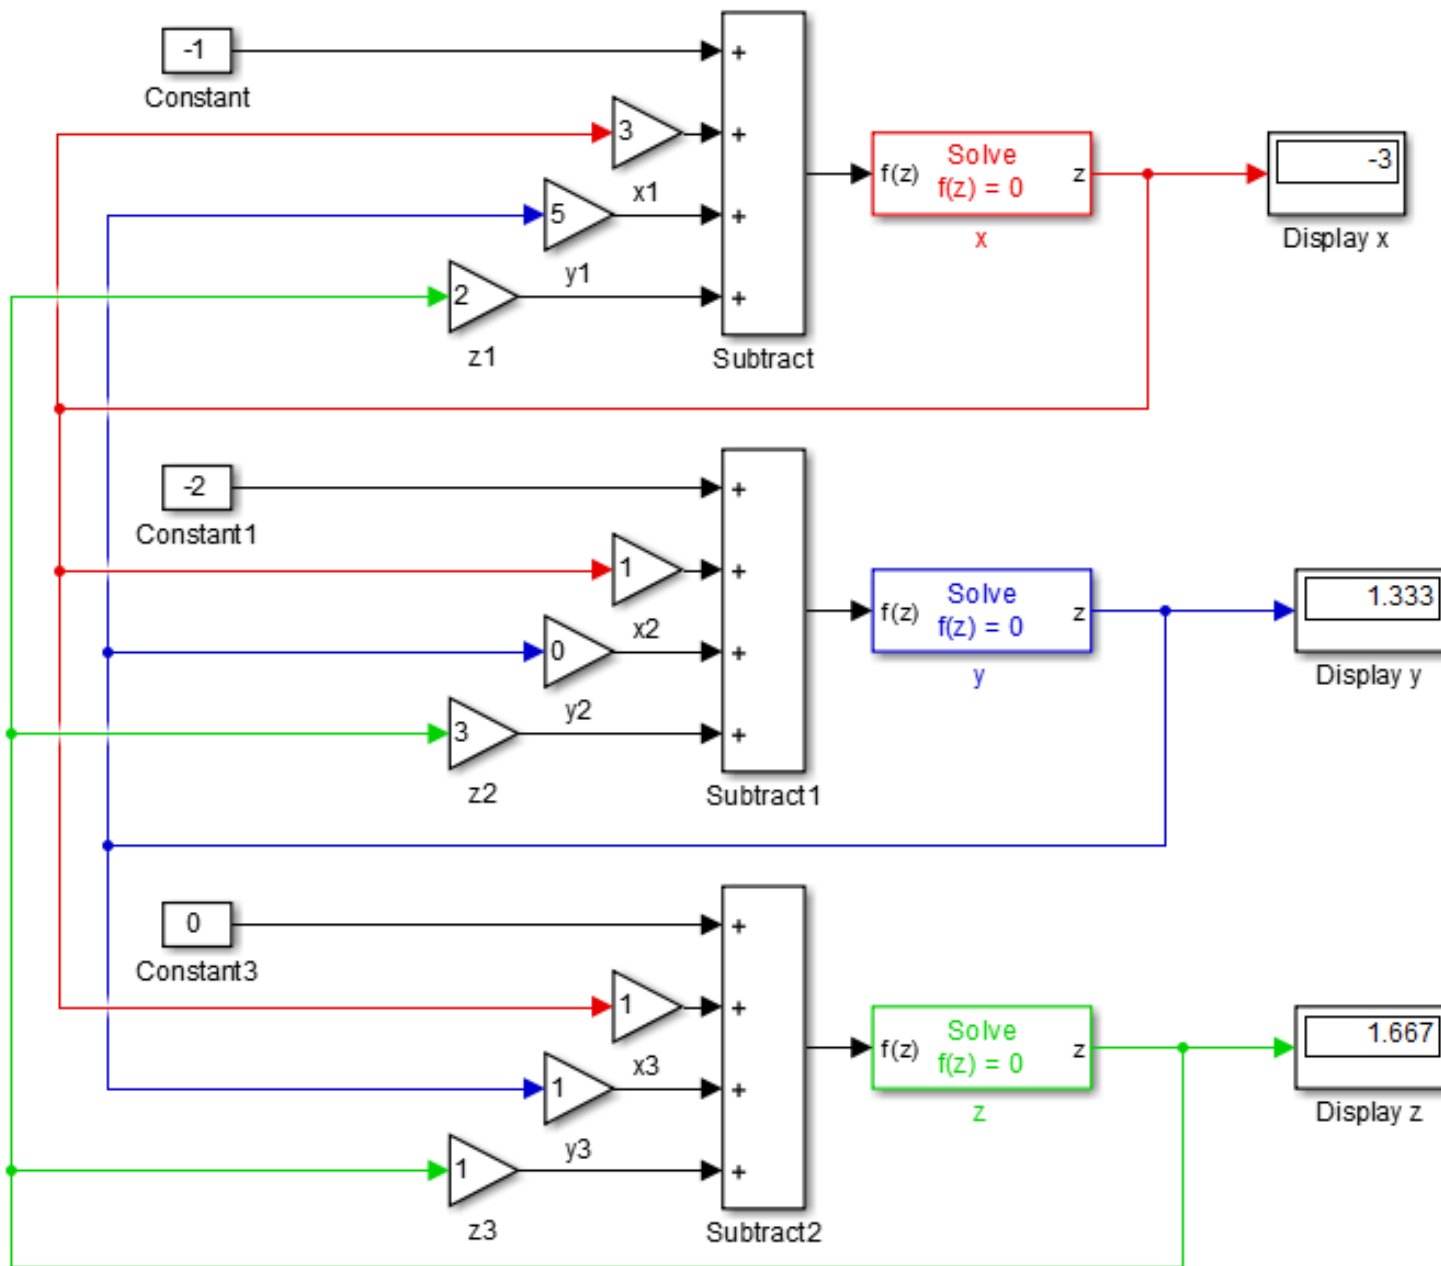 -1
+
Constant
3
+
Solve
f(z)
f(z) = 0
z
-3
x1
x
Display x
5
+
y1
2
+
z1
Subtract
-2
+
Constant1
1
+
Solve
f(z)
f(z) = 0
z
1.333
x2
y
Display y
0
+
y2
3
+
z2
Subtract1
0
+
Constant3
1
+
Solve
f(z)
f(z) = 0
z
1.667
x3
z
Display z
1
+
y3
1
+
z3
Subtract2